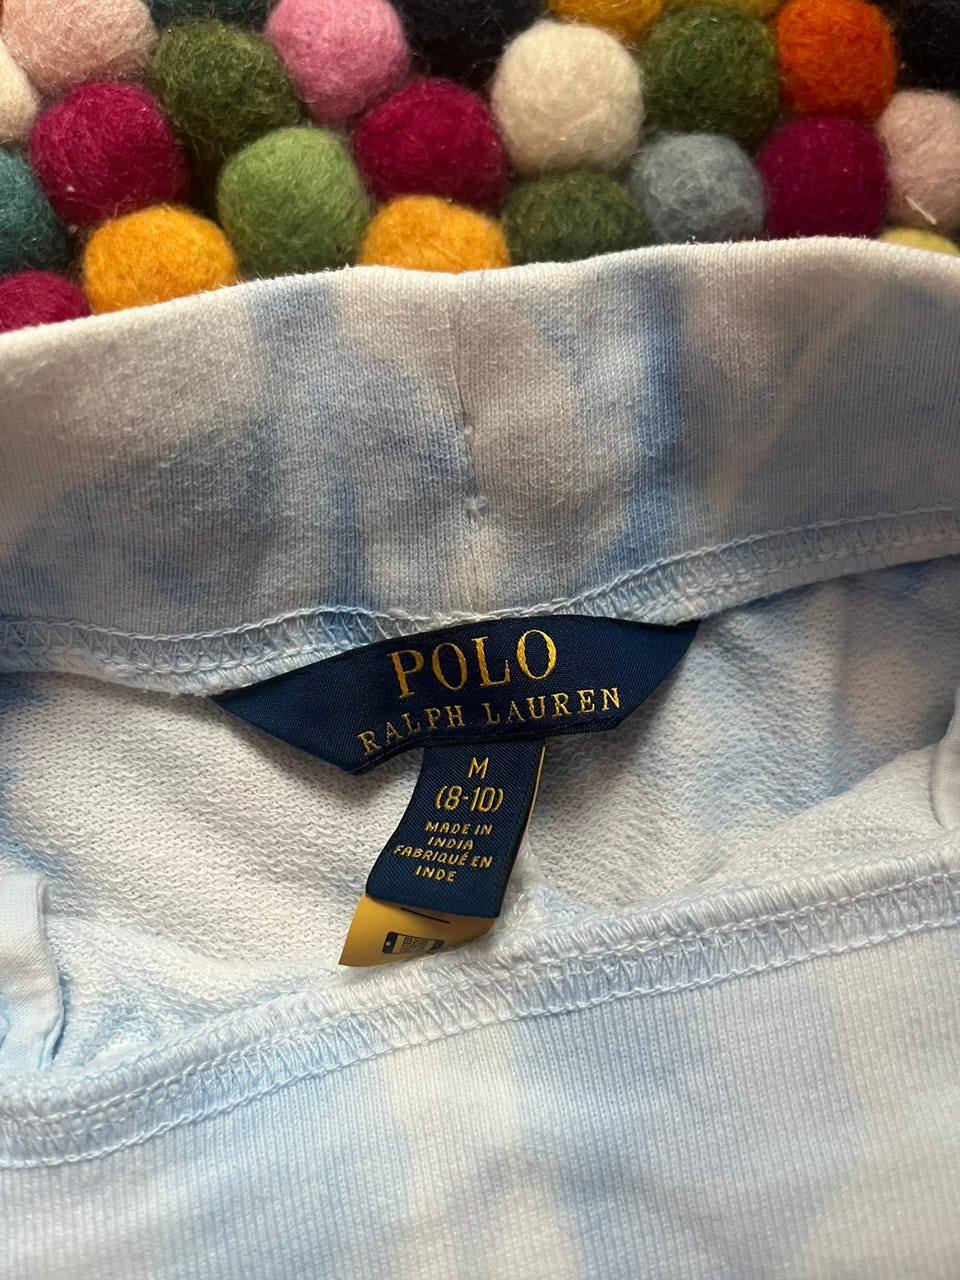 POLO
RALPH LAUREN
M
(8-10)
MADE IN
INDIA
FABRIQUÉ EN
INDE